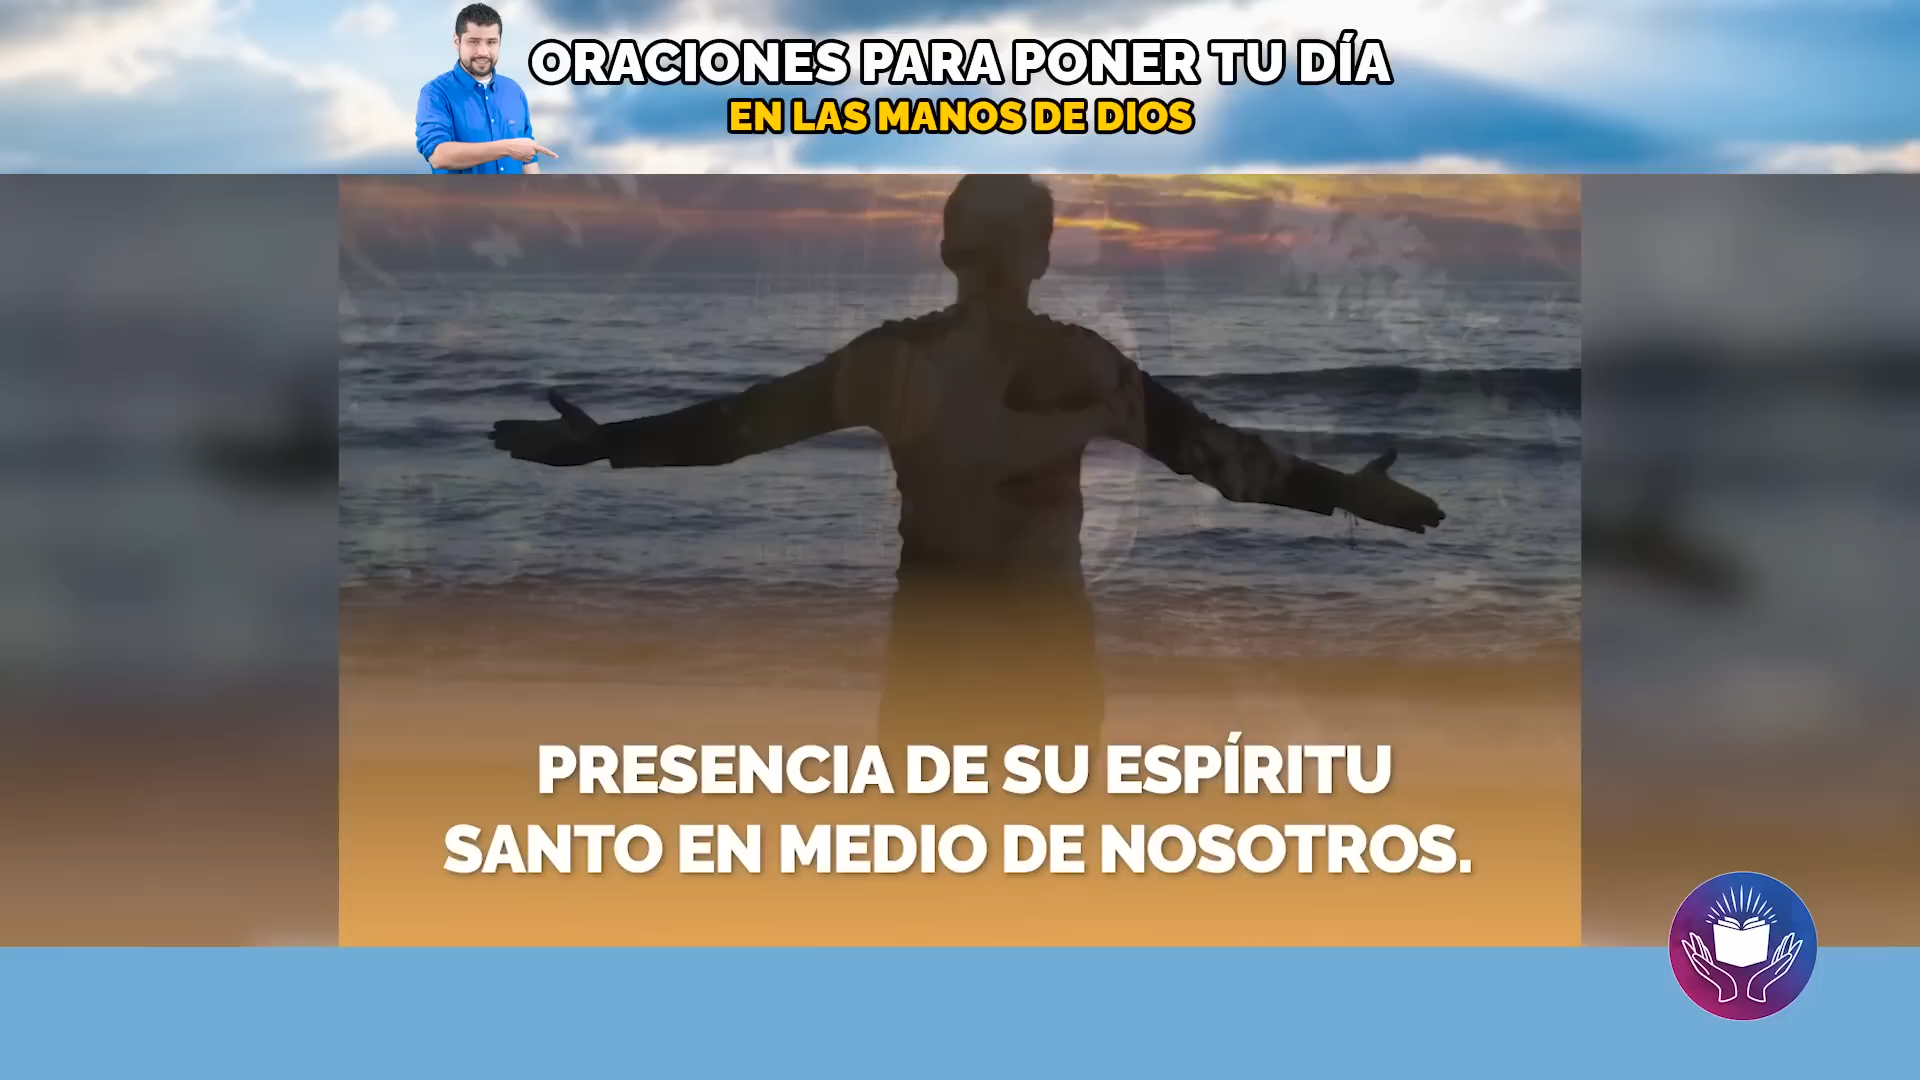 ORACIONES PARA PONER TU DÍA
EN LAS MANOS DE DIOS
PRESENCIA DE SU ESPÍRITU
SANTO EN MEDIO DE NOSOTROS.